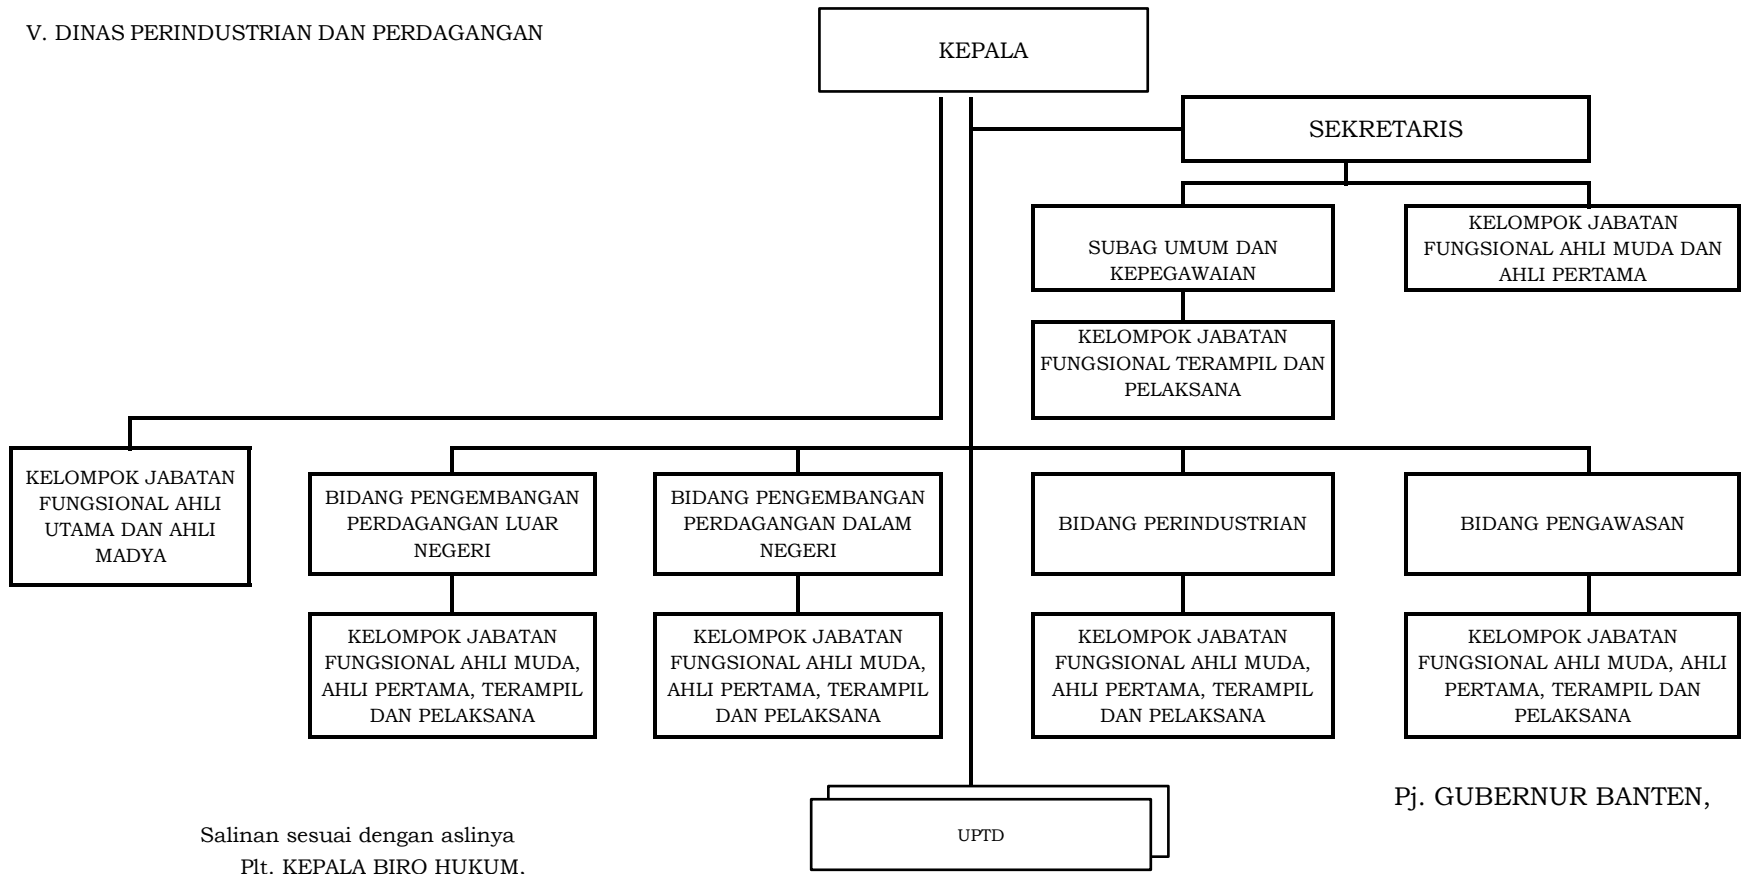 V. DINAS PERINDUSTRIAN DAN PERDAGANGAN
KEPALA
SEKRETARIS
SUBAG UMUM DAN
KEPEGAWAIAN
KELOMPOK JABATAN
FUNGSIONAL AHLI MUDA DAN
AHLI PERTAMA
KELOMPOK JABATAN
FUNGSIONAL TERAMPIL DAN
PELAKSANA
KELOMPOK JABATAN
FUNGSIONAL AHLI
UTAMA DAN AHLI
MADYA
BIDANG PENGEMBANGAN
PERDAGANGAN LUAR
NEGERI
BIDANG PENGEMBANGAN
PERDAGANGAN DALAM
NEGERI
BIDANG PERINDUSTRIAN
BIDANG PENGAWASAN
KELOMPOK JABATAN
FUNGSIONAL AHLI MUDA,
AHLI PERTAMA, TERAMPIL
DAN PELAKSANA
KELOMPOK JABATAN
FUNGSIONAL AHLI MUDA,
AHLI PERTAMA, TERAMPIL
DAN PELAKSANA
KELOMPOK JABATAN
FUNGSIONAL AHLI MUDA,
AHLI PERTAMA, TERAMPIL
DAN PELAKSANA
KELOMPOK JABATAN
FUNGSIONAL AHLI MUDA, AHLI
PERTAMA, TERAMPIL DAN
PELAKSANA
UPTD
Pj. GUBERNUR BANTEN,
Salinan sesuai dengan aslinya
Plt. KEPALA BIRO HUKUM,